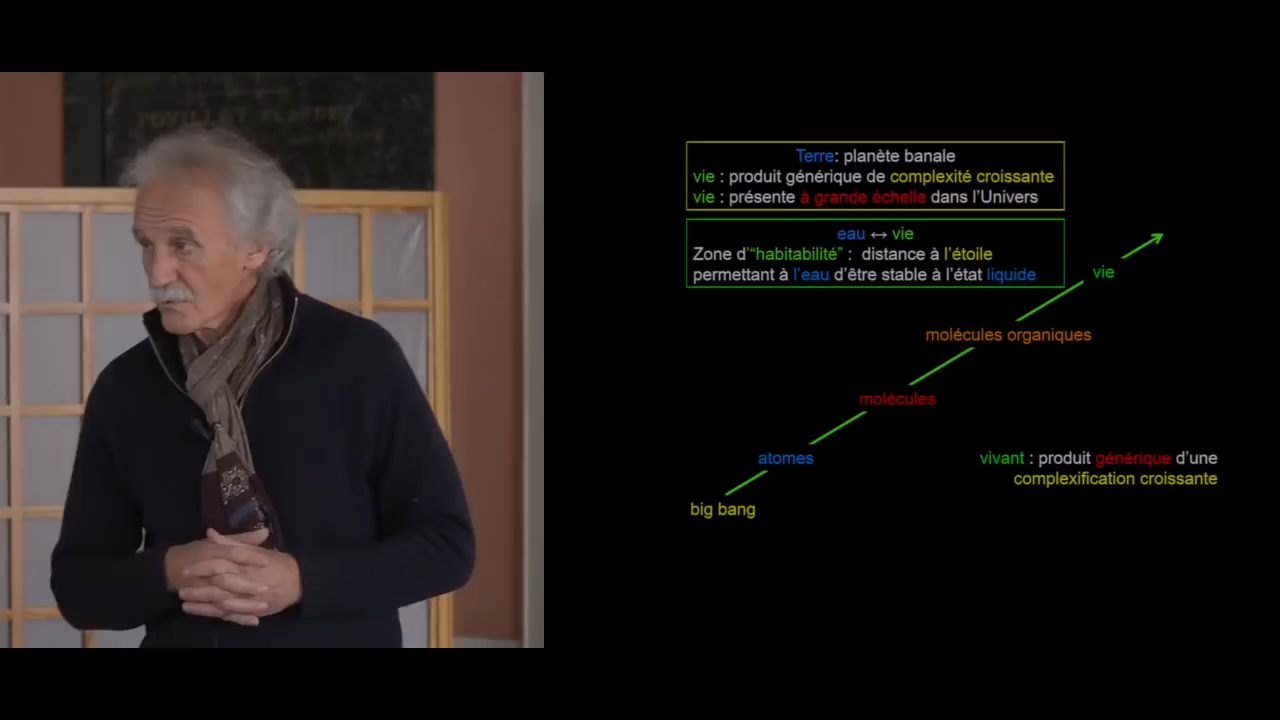 Terre: planète banale
vie : produit générique de complexité croissante
vie : présente à grande échelle dans l’Univers
eau ↔ vie
Zone d’“habitabilité” : distance à l’étoile
permettant à l’eau d’être stable à l’état liquide
vie
molécules organiques
molécules
atomes
big bang
vivant : produit générique d’une
complexification croissante